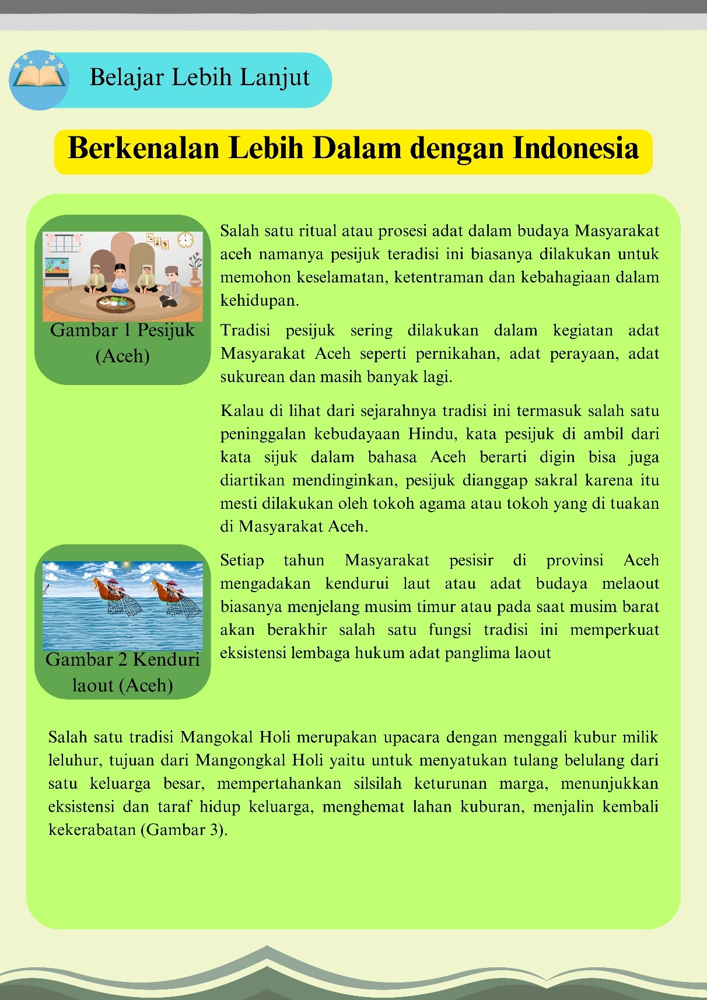 Belajar Lebih Lanjut
Berkenalan Lebih Dalam dengan Indonesia
Gambar 1 Pesijuk
(Aceh)
Salah satu ritual atau prosesi adat dalam budaya Masyarakat
aceh namanya pesijuk teradisi ini biasanya dilakukan untuk
memohon keselamatan, ketentraman dan kebahagiaan dalam
kehidupan.
Tradisi pesijuk sering dilakukan dalam kegiatan adat
Masyarakat Aceh seperti pernikahan, adat perayaan, adat
sukurean dan masih banyak lagi.
Kalau di lihat dari sejarahnya tradisi ini termasuk salah satu
peninggalan kebudayaan Hindu, kata pesijuk di ambil dari
kata sijuk dalam bahasa Aceh berarti digin bisa juga
diartikan mendinginkan, pesijuk dianggap sakral karena itu
mesti dilakukan oleh tokoh agama atau tokoh yang di tuakan
di Masyarakat Aceh.
Gambar 2 Kenduri
laout (Aceh)
Setiap tahun Masyarakat pesisir di provinsi Aceh
mengadakan kendurui laut atau adat budaya melaout
biasanya menjelang musim timur atau pada saat musim barat
akan berakhir salah satu fungsi tradisi ini memperkuat
eksistensi lembaga hukum adat panglima laout
Salah satu tradisi Mangokal Holi merupakan upacara dengan menggali kubur milik
leluhur, tujuan dari Mangongkal Holi yaitu untuk menyatukan tulang belulang dari
satu keluarga besar, mempertahankan silsilah keturunan marga, menunjukkan
eksistensi dan taraf hidup keluarga, menghemat lahan kuburan, menjalin kembali
kekerabatan (Gambar 3).